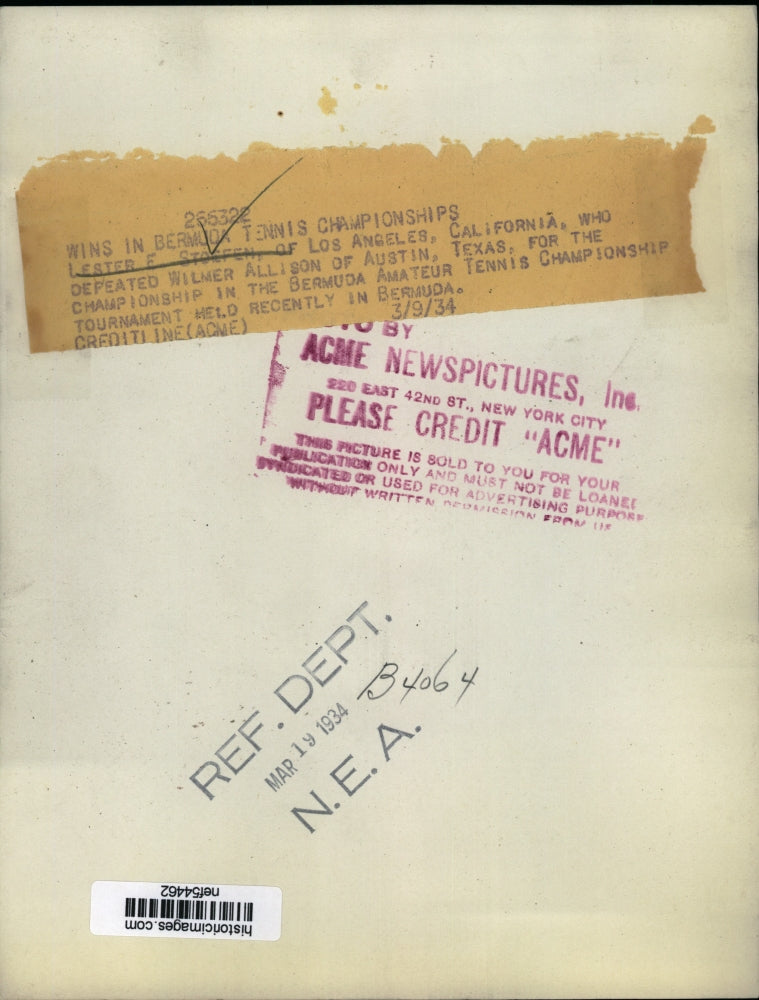 265322
WINS IN BERMUDA TENNIS CHAMPIONSHIPS
LESTER E. STOEFEN, OF LOS ANGELES, CALIFORNIA, WHO
DEFEATED WILMER ALLISON OF AUSTIN, TEXAS, FOR THE
CHAMPIONSHIP IN THE BERMUDA AMATEUR TENNIS CHAMPIONSHIP
TOURNAMENT HELD RECENTLY IN BERMUDA.
CREDITLINE(ACME) 3/9/34
BY
ACME NEWSPICTURES, Inc.
220 EAST 42ND ST., NEW YORK CITY
PLEASE CREDIT "ACME"
THIS PICTURE IS SOLD TO YOU FOR YOUR
PUBLICATION ONLY AND MUST NOT BE LOANED
SYNDICATED OR USED FOR ADVERTISING PURPOSE
WITHOUT WRITTEN PERMISSION FROM US
REF. DEPT.
MAR 19 1934
B4064
N.E.A.
historicimages.com
nef54462